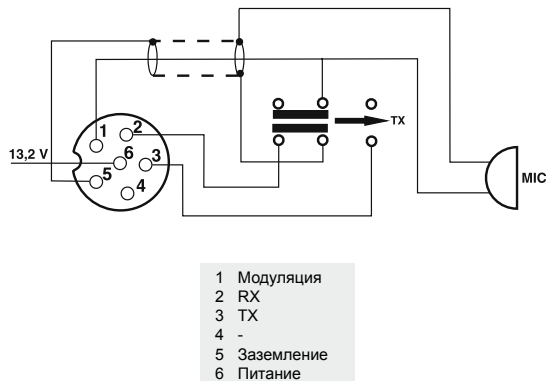 TX
1
2
3
13,2 V
6
5
4
MIC
1 Модуляция
2 RX
3 TX
4 -
5 Заземление
6 Питание